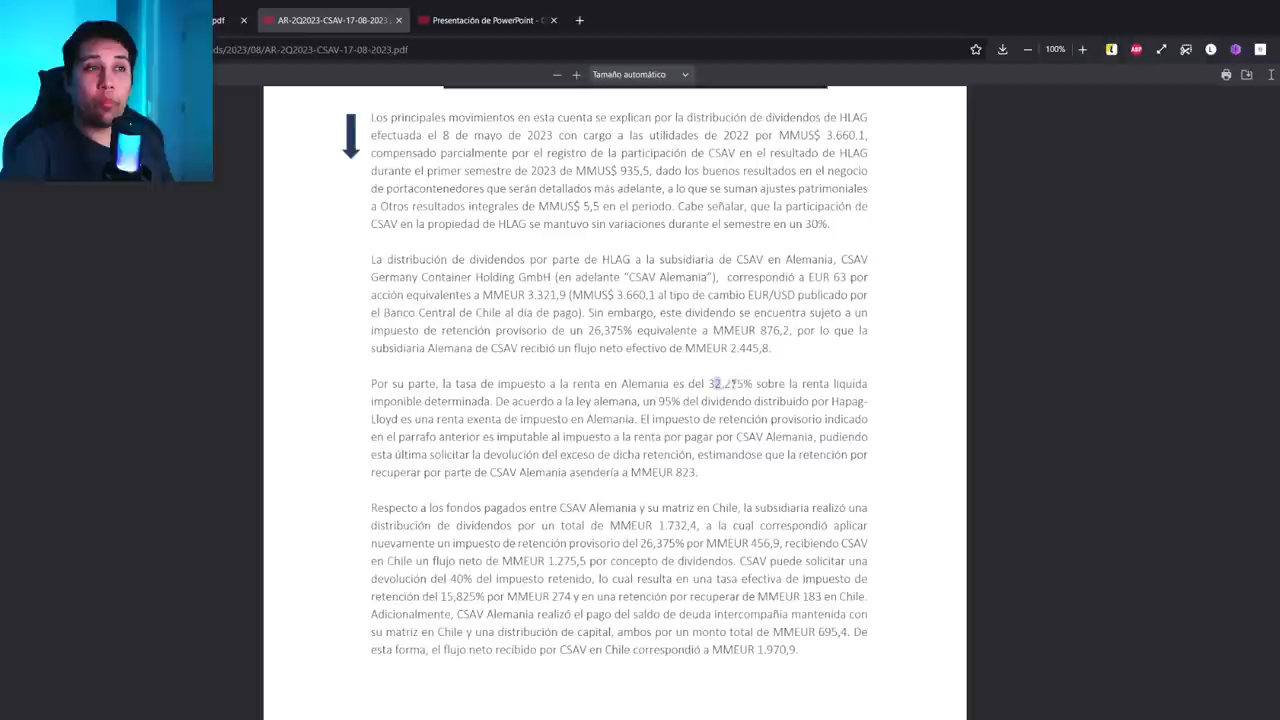 pdf
AR-2Q2023-CSAV-17-08-2023.
Presentación de PowerPoint -
ds/2023/08/AR-2Q2023-CSAV-17-08-2023.pdf
100%
Tamaño automático
Los principales movimientos en esta cuenta se explican por la distribución de dividendos de HLAG
efectuada el 8 de mayo de 2023 con cargo a las utilidades de 2022 por MMUS$ 3.660.1,
compensado parcialmente por el registro de la participación de CSAV en el resultado de HLAG
durante el primer semestre de 2023 de MMUS$ 935,5, dado los buenos resultados en el negocio
de portacontenedores que serán detallados más adelante, a lo que se suman ajustes patrimoniales
a Otros resultados integrales de MMUS$ 5,5 en el periodo. Cabe señalar, que la participación de
CSAV en la propiedad de HLAG se mantuvo sin variaciones durante el semestre en un 30%.
La distribución de dividendos por parte de HLAG a la subsidiaria de CSAV en Alemania, CSAV
Germany Container Holding GmbH (en adelante “CSAV Alemania”), correspondió a EUR 63 por
acción equivalentes a MMEUR 3.321,9 (MMUS$ 3.660,1 al tipo de cambio EUR/USD publicado por
el Banco Central de Chile al día de pago). Sin embargo, este dividendo se encuentra sujeto a un
impuesto de retención provisorio de un 26,375% equivalente a MMEUR 876,2, por lo que la
subsidiaria Alemana de CSAV recibió un flujo neto efectivo de MMEUR 2.445,8.
Por su parte, la tasa de impuesto a la renta en Alemania es del sobre la renta líquida
imponible determinada. De acuerdo a la ley alemana, un 95% del dividendo distribuido por Hapag-
Lloyd es una renta exenta de impuesto en Alemania. El impuesto de retención provisorio indicado
en el parrafo anterior es imputable al impuesto a la renta por pagar por CSAV Alemania, pudiendo
esta última solicitar la devolución del exceso de dicha retención, estimandose que la retención por
recuperar por parte de CSAV Alemania asendería a MMEUR 823.
Respecto a los fondos pagados entre CSAV Alemania y su matriz en Chile, la subsidiaria realizó una
distribución de dividendos por un total de MMEUR 1.732,4, a la cual correspondió aplicar
nuevamente un impuesto de retención provisorio del 26,375% por MMEUR 456,9, recibiendo CSAV
en Chile un flujo neto de MMEUR 1.275,5 por concepto de dividendos. CSAV puede solicitar una
devolución del 40% del impuesto retenido, lo cual resulta en una tasa efectiva de impuesto de
retención del 15,825% por MMEUR 274 y en una retención por recuperar de MMEUR 183 en Chile.
Adicionalmente, CSAV Alemania realizó el pago del saldo de deuda intercompañia mantenida con
su matriz en Chile y una distribución de capital, ambos por un monto total de MMEUR 695,4. De
esta forma, el flujo neto recibido por CSAV en Chile correspondió a MMEUR 1.970,9.